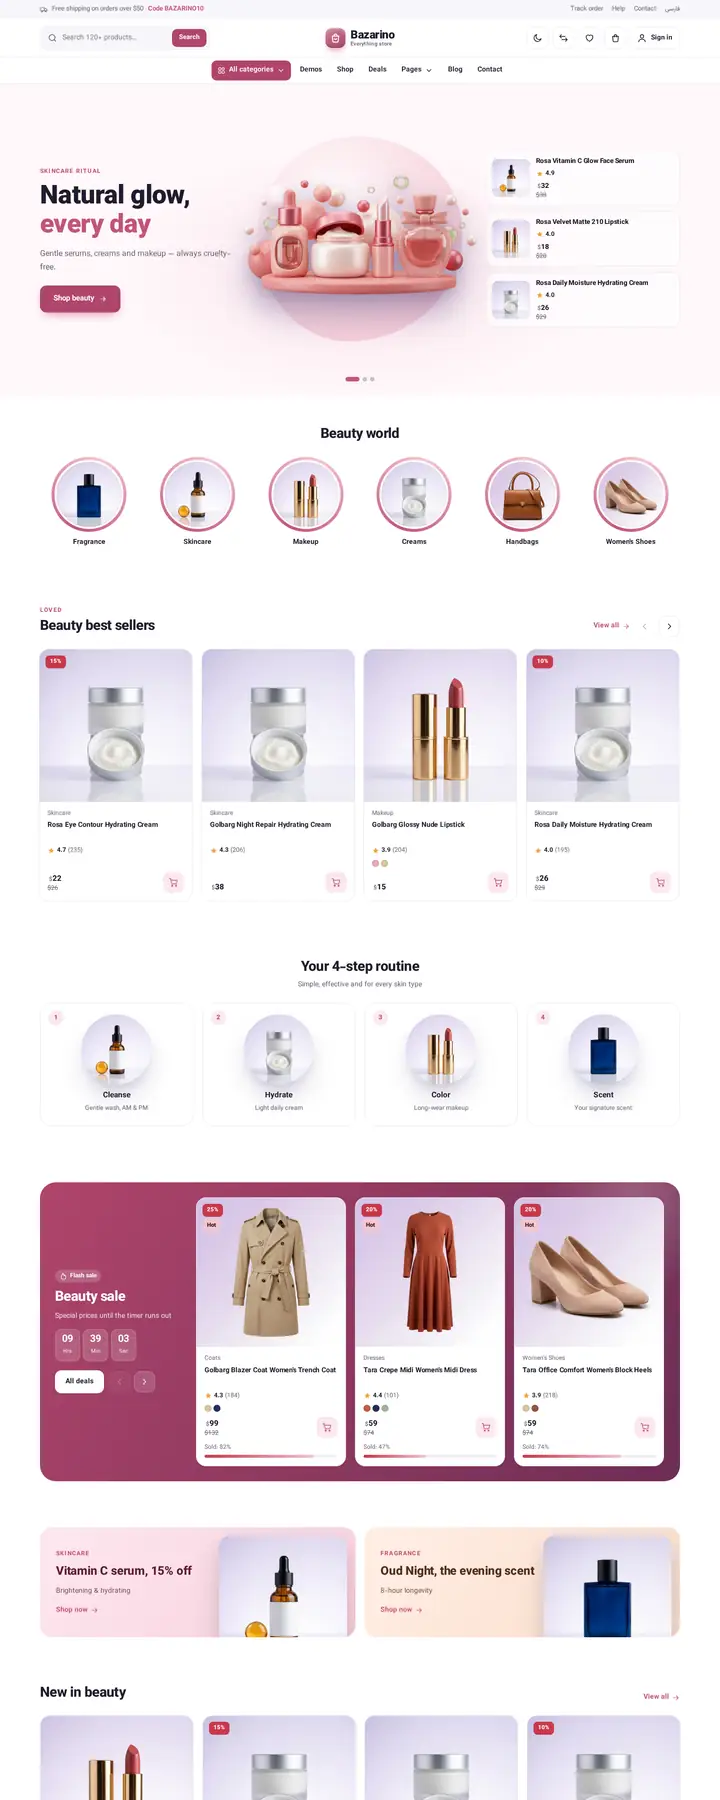 Free shipping on orders over $50 Code BAZARINO10
Track order Help Contact فارسی
Search 120+ products...
Search
Bazarino
Everything store
Sign in
All categories Demos Shop Deals Pages Blog Contact
SKINCARE RITUAL
Natural glow,
every day
Gentle serums, creams and makeup — always cruelty-
free.
Shop beauty →
Rosa Vitamin C Glow Face Serum
4.9
$32
$38
Rosa Velvet Matte 210 Lipstick
4.0
$18
$20
Rosa Daily Moisture Hydrating Cream
4.0
$26
$29
Beauty world
Fragrance
Skincare
Makeup
Creams
Handbags
Women's Shoes
LOVED
Beauty best sellers
View all →
15%
Skincare
Rosa Eye Contour Hydrating Cream
4.7 (235)
$22
$26
Skincare
Golbarg Night Repair Hydrating Cream
4.3 (206)
$38
Makeup
Golbarg Glossy Nude Lipstick
3.9 (204)
$15
10%
Skincare
Rosa Daily Moisture Hydrating Cream
4.0 (195)
$26
$29
Your 4-step routine
Simple, effective and for every skin type
1
Cleanse
Gentle wash, AM & PM
2
Hydrate
Light daily cream
3
Color
Long-wear makeup
4
Scent
Your signature scent
Flash sale
Beauty sale
Special prices until the timer runs out
09 39 03
Hrs Min Sec
All deals
25%
Hot
Coats
Golbarg Blazer Coat Women's Trench Coat
4.3 (184)
$99
$132
Sold: 82%
20%
Hot
Dresses
Tara Crepe Midi Women's Midi Dress
4.4 (101)
$59
$74
Sold: 47%
20%
Hot
Women's Shoes
Tara Office Comfort Women's Block Heels
3.9 (218)
$59
$74
Sold: 74%
SKINCARE
Vitamin C serum, 15% off
Brightening & hydrating
Shop now →
FRAGRANCE
Oud Night, the evening scent
8-hour longevity
Shop now →
New in beauty
View all →
15%
10%